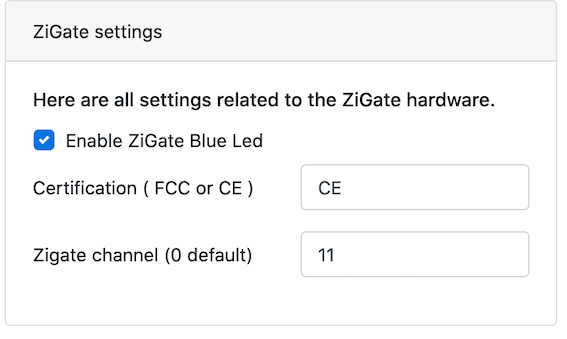 ZiGate settings
Here are all settings related to the ZiGate hardware.
Enable ZiGate Blue Led
Certification ( FCC or CE ) CE
Zigate channel (0 default) 11